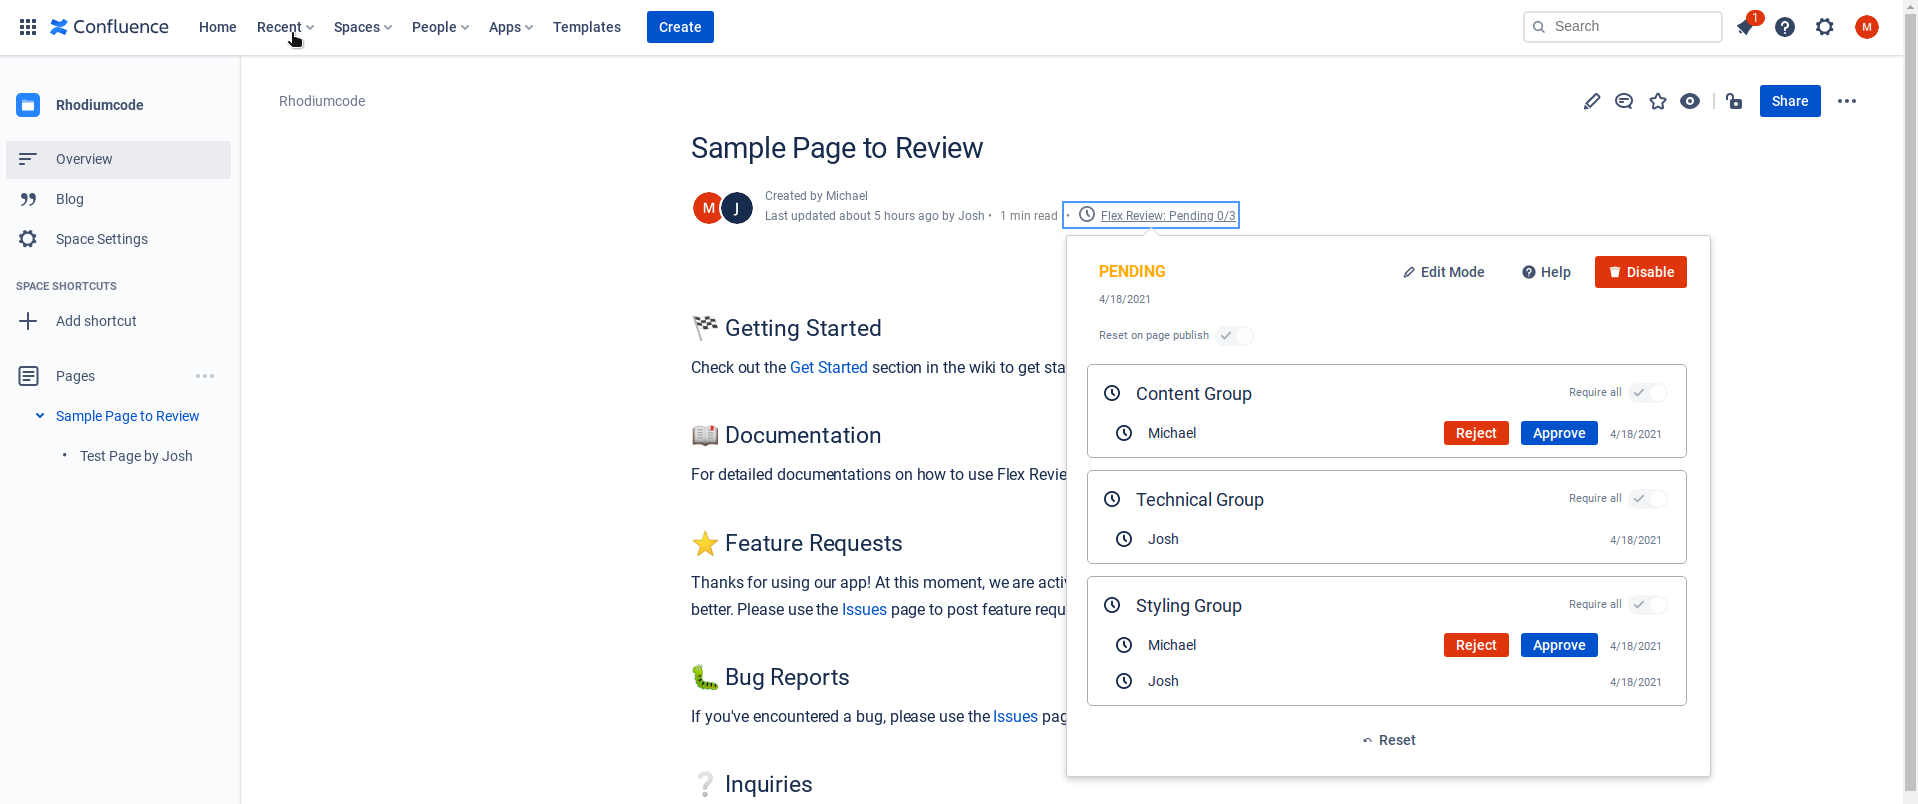 Confluence Home Recent Spaces People Apps Templates Create Search 1 M
Rhodiumcode
Overview
Blog
Space Settings
SPACE SHORTCUTS
Add shortcut
Pages
Sample Page to Review
• Test Page by Josh
Rhodiumcode
Share
Sample Page to Review
M J
Created by Michael
Last updated about 5 hours ago by Josh • 1 min read • Flex Review: Pending 0/3
Getting Started
Check out the Get Started section in the wiki to get sta
Documentation
For detailed documentations on how to use Flex Revie
Feature Requests
Thanks for using our app! At this moment, we are acti
better. Please use the Issues page to post feature requ
Bug Reports
If you've encountered a bug, please use the Issues pag
Inquiries
PENDING Edit Mode Help Disable
4/18/2021
Reset on page publish
Content Group Require all
Michael Reject Approve 4/18/2021
Technical Group Require all
Josh 4/18/2021
Styling Group Require all
Michael Reject Approve 4/18/2021
Josh 4/18/2021
Reset